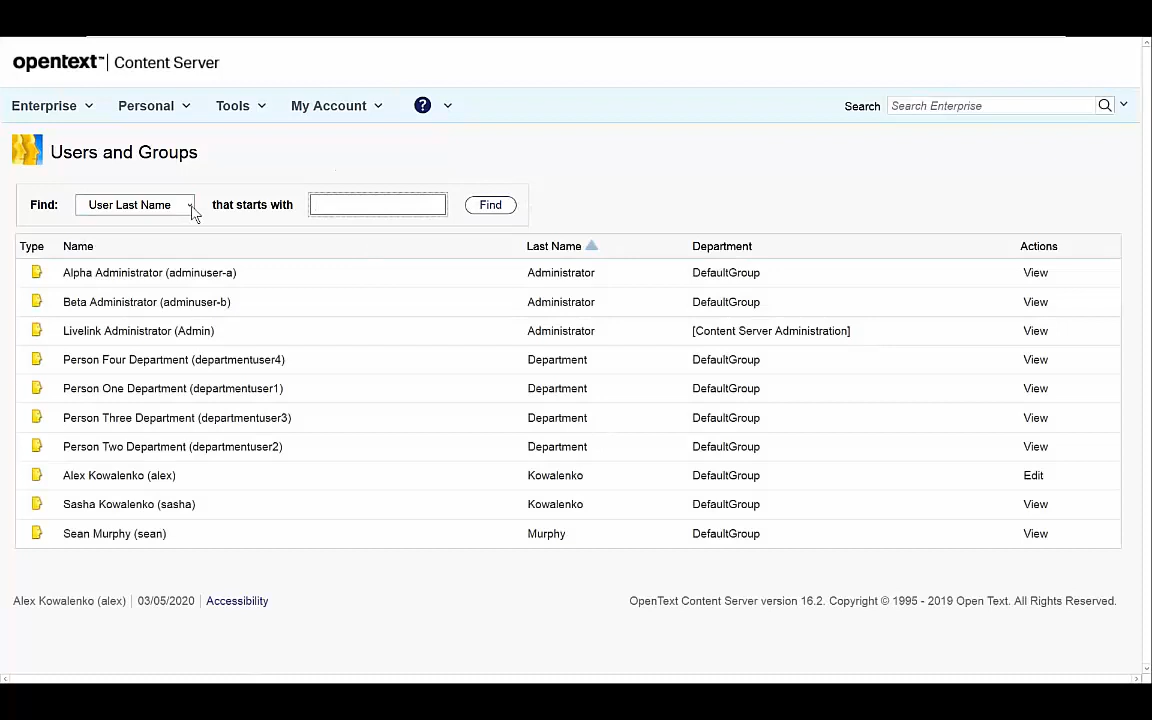 opentext™ | Content Server
Enterprise Personal Tools My Account ? Search Search Enterprise
Users and Groups
Find: User Last Name that starts with Find
Type Name Last Name Department Actions
Alpha Administrator (adminuser-a) Administrator DefaultGroup View
Beta Administrator (adminuser-b) Administrator DefaultGroup View
Livelink Administrator (Admin) Administrator [Content Server Administration] View
Person Four Department (departmentuser4) Department DefaultGroup View
Person One Department (departmentuser1) Department DefaultGroup View
Person Three Department (departmentuser3) Department DefaultGroup View
Person Two Department (departmentuser2) Department DefaultGroup View
Alex Kowalenko (alex) Kowalenko DefaultGroup Edit
Sasha Kowalenko (sasha) Kowalenko DefaultGroup View
Sean Murphy (sean) Murphy DefaultGroup View
Alex Kowalenko (alex) | 03/05/2020 | Accessibility OpenText Content Server version 16.2. Copyright © 1995 - 2019 Open Text. All Rights Reserved.